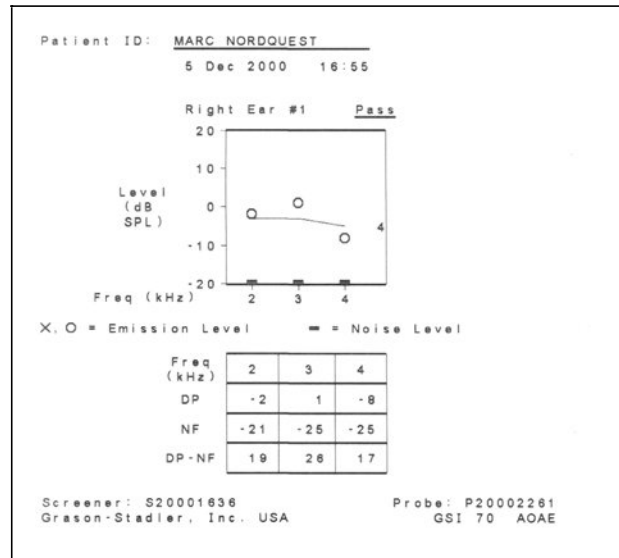 Patient ID: MARC NORDQUEST
5 Dec 2000 16:55
Right Ear #1 Pass
20
10
Level
(dB
SPL)
0
-10
-20
4
Freq (kHz) 2 3 4
X, O = Emission Level = Noise Level
Freq (kHz) 2 3 4
DP -2 1 -8
NF -21 -25 -25
DP-NF 19 26 17
Screener: S20001636 Probe: P20002261
Grason-Stadler, Inc. USA GSI 70 AOAE